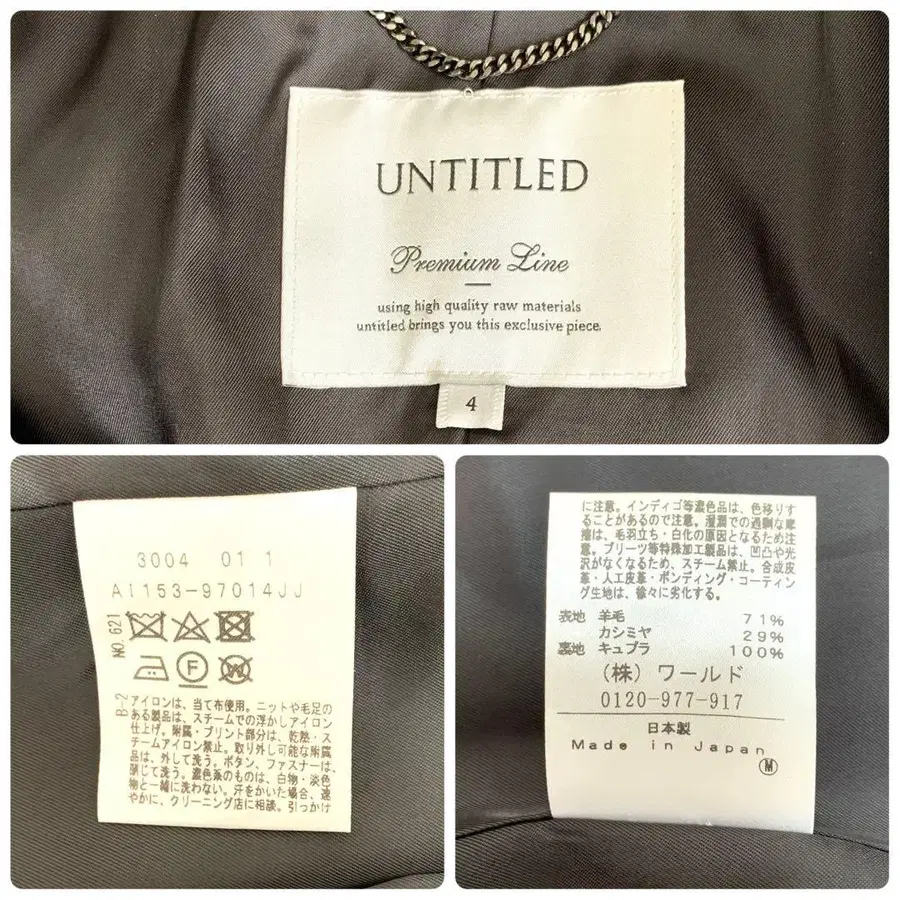 UNTITLED
Premium Line
using high quality raw materials
untitled brings you this exclusive piece.
4
3004 01 1
AI153-97014JJ
NO.621
F
B-2
アイロンは、当て布使用。ニットや毛足の
ある製品は、スチームでの浮かしアイロン
仕上げ。附属・プリント部分は、乾熱・ス
チームアイロン禁止。取り外し可能な附属
品は、外して洗う。ボタン、ファスナーは、
閉じて洗う。濃色系のものは、白物・淡色
物と一緒に洗わない。汗をかいた場合、速
やかに、クリーニング店に相談。引っかけ
に注意。インディゴ等濃色品は、色移りす
ることがあるので注意。湿潤での過剰な摩
擦は、毛羽立ち・白化の原因となるため注
意。プリーツ等特殊加工製品は、凹凸や光
沢がなくなるため、スチーム禁止。合成皮
革・人工皮革・ボンディング・コーティン
グ生地は、徐々に劣化する。
表地 羊毛 71%
カシミヤ 29%
裏地 キュプラ 100%
(株)ワールド
0120-977-917
日本製
Made in Japan
M